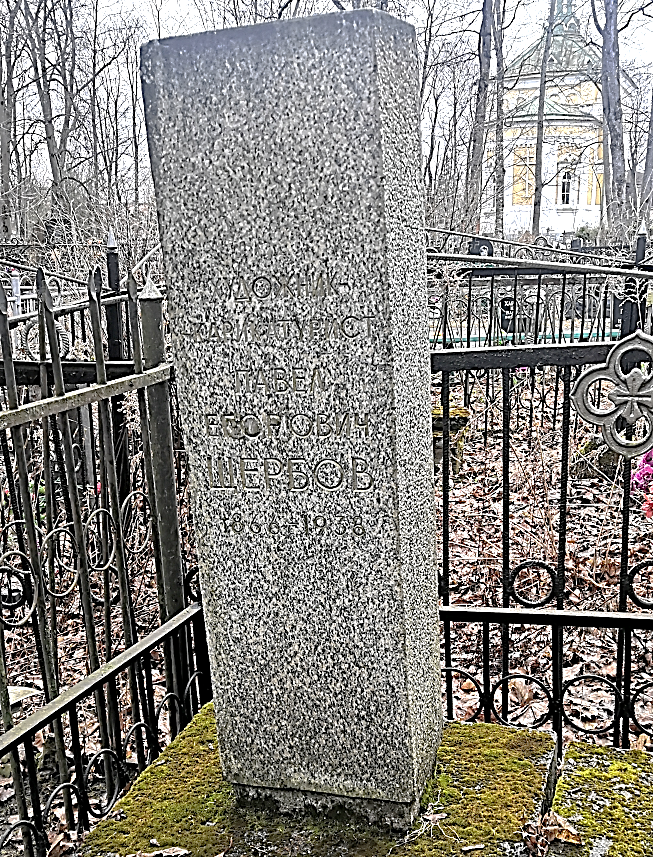 ХУДОЖНИК-
КАРИКАТУРИСТ
ПАВЕЛ
ЕГОРОВИЧ
ЩЕРБОВ
1866-1938